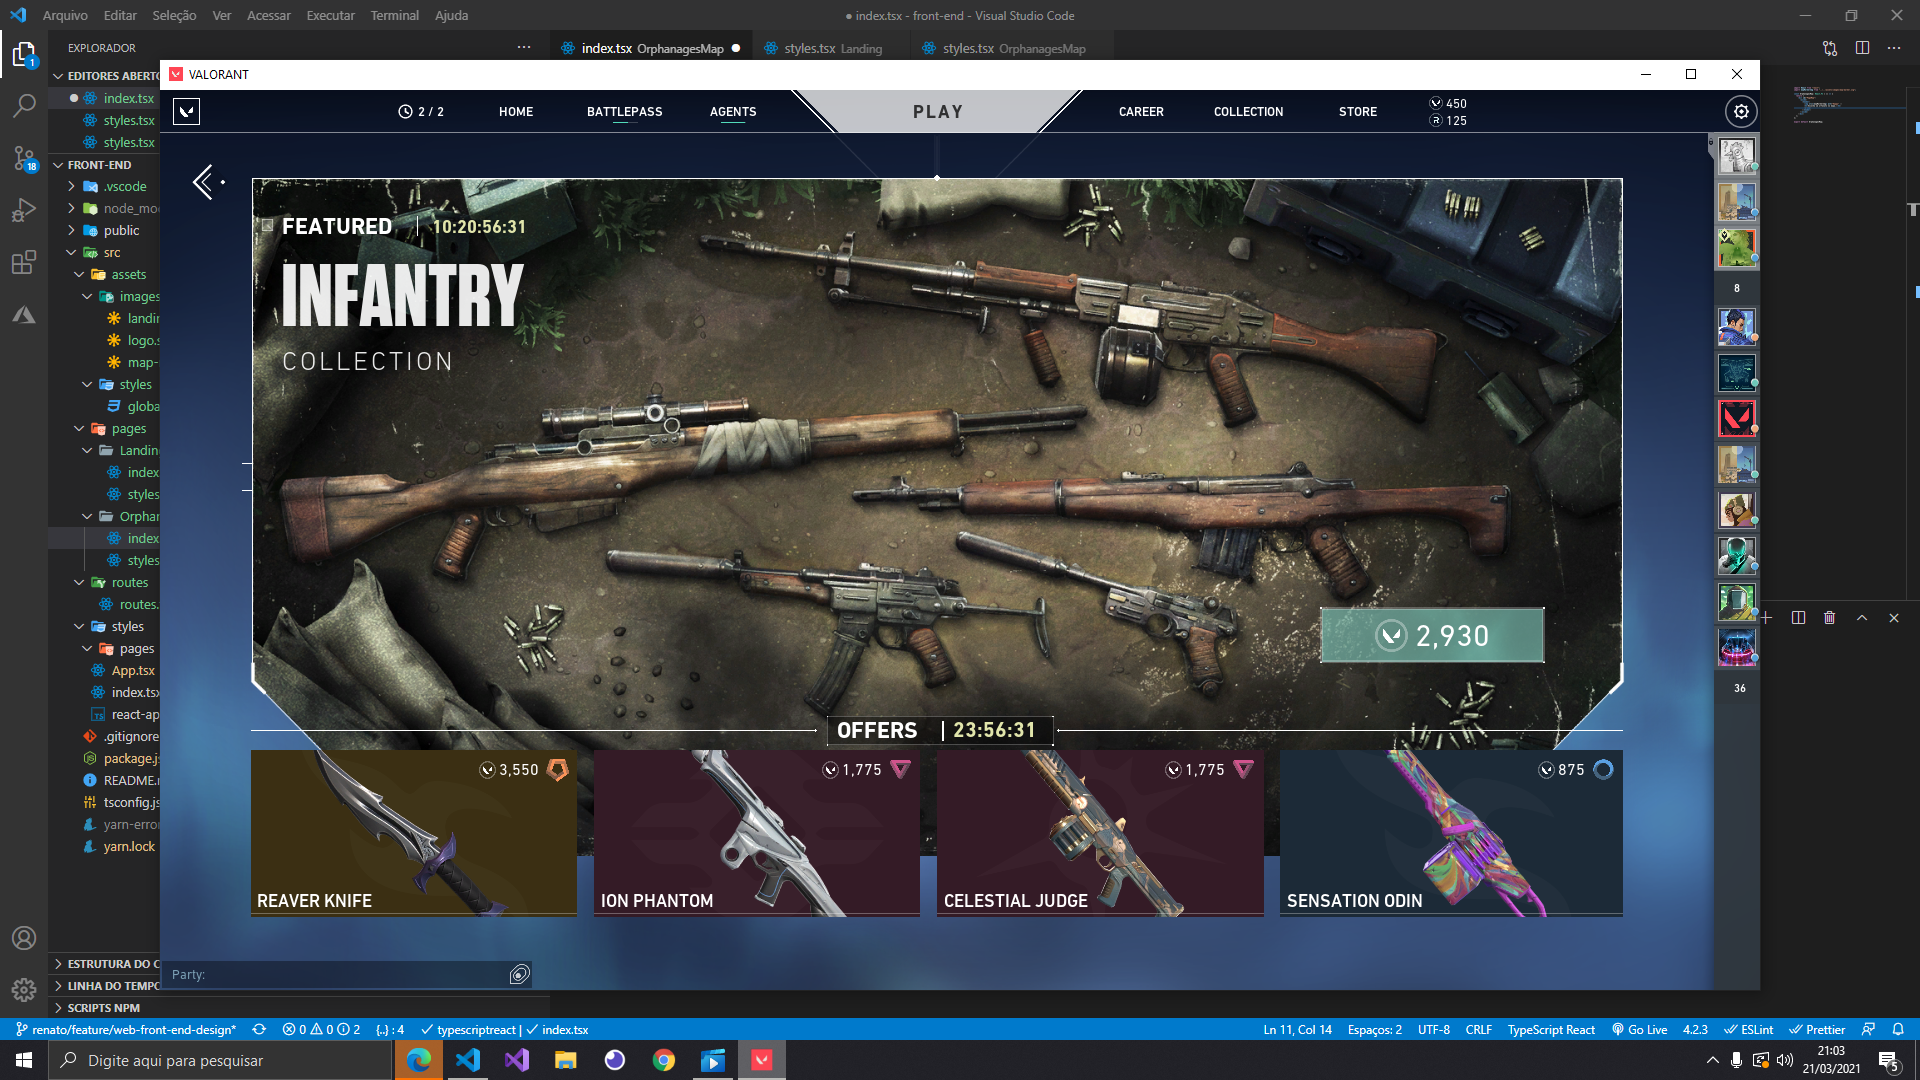 Arquivo Editar Seleção Ver Acessar Executar Terminal Ajuda
● index.tsx - front-end - Visual Studio Code
EXPLORADOR
index.tsx OrphanagesMap
styles.tsx Landing
styles.tsx OrphanagesMap
EDITORES ABERTO
index.tsx
styles.tsx
styles.tsx
FRONT-END
.vscode
node_mo
public
src
assets
images
landin
logo.s
map-
styles
globa
pages
Landin
index
styles
Orphan
index
styles
routes
routes.
styles
pages
App.tsx
index.tsx
react-ap
.gitignore
package.js
README.m
tsconfig.js
yarn-error
yarn.lock
ESTRUTURA DO C
LINHA DO TEMPO
SCRIPTS NPM
1
18
VALORANT
2 / 2
HOME
BATTLEPASS
AGENTS
PLAY
CAREER
COLLECTION
STORE
450
R 125
FEATURED | 10:20:56:31
INFANTRY
COLLECTION
2,930
OFFERS | 23:56:31
3,550
REAVER KNIFE
1,775
ION PHANTOM
1,775
CELESTIAL JUDGE
875
SENSATION ODIN
8
36
Party:
renato/feature/web-front-end-design* 0 0 2 {..} : 4 typescriptreact | index.tsx
Ln 11, Col 14 Espaços: 2 UTF-8 CRLF TypeScript React Go Live 4.2.3 ESLint Prettier
Digite aqui para pesquisar
21:03
21/03/2021
5